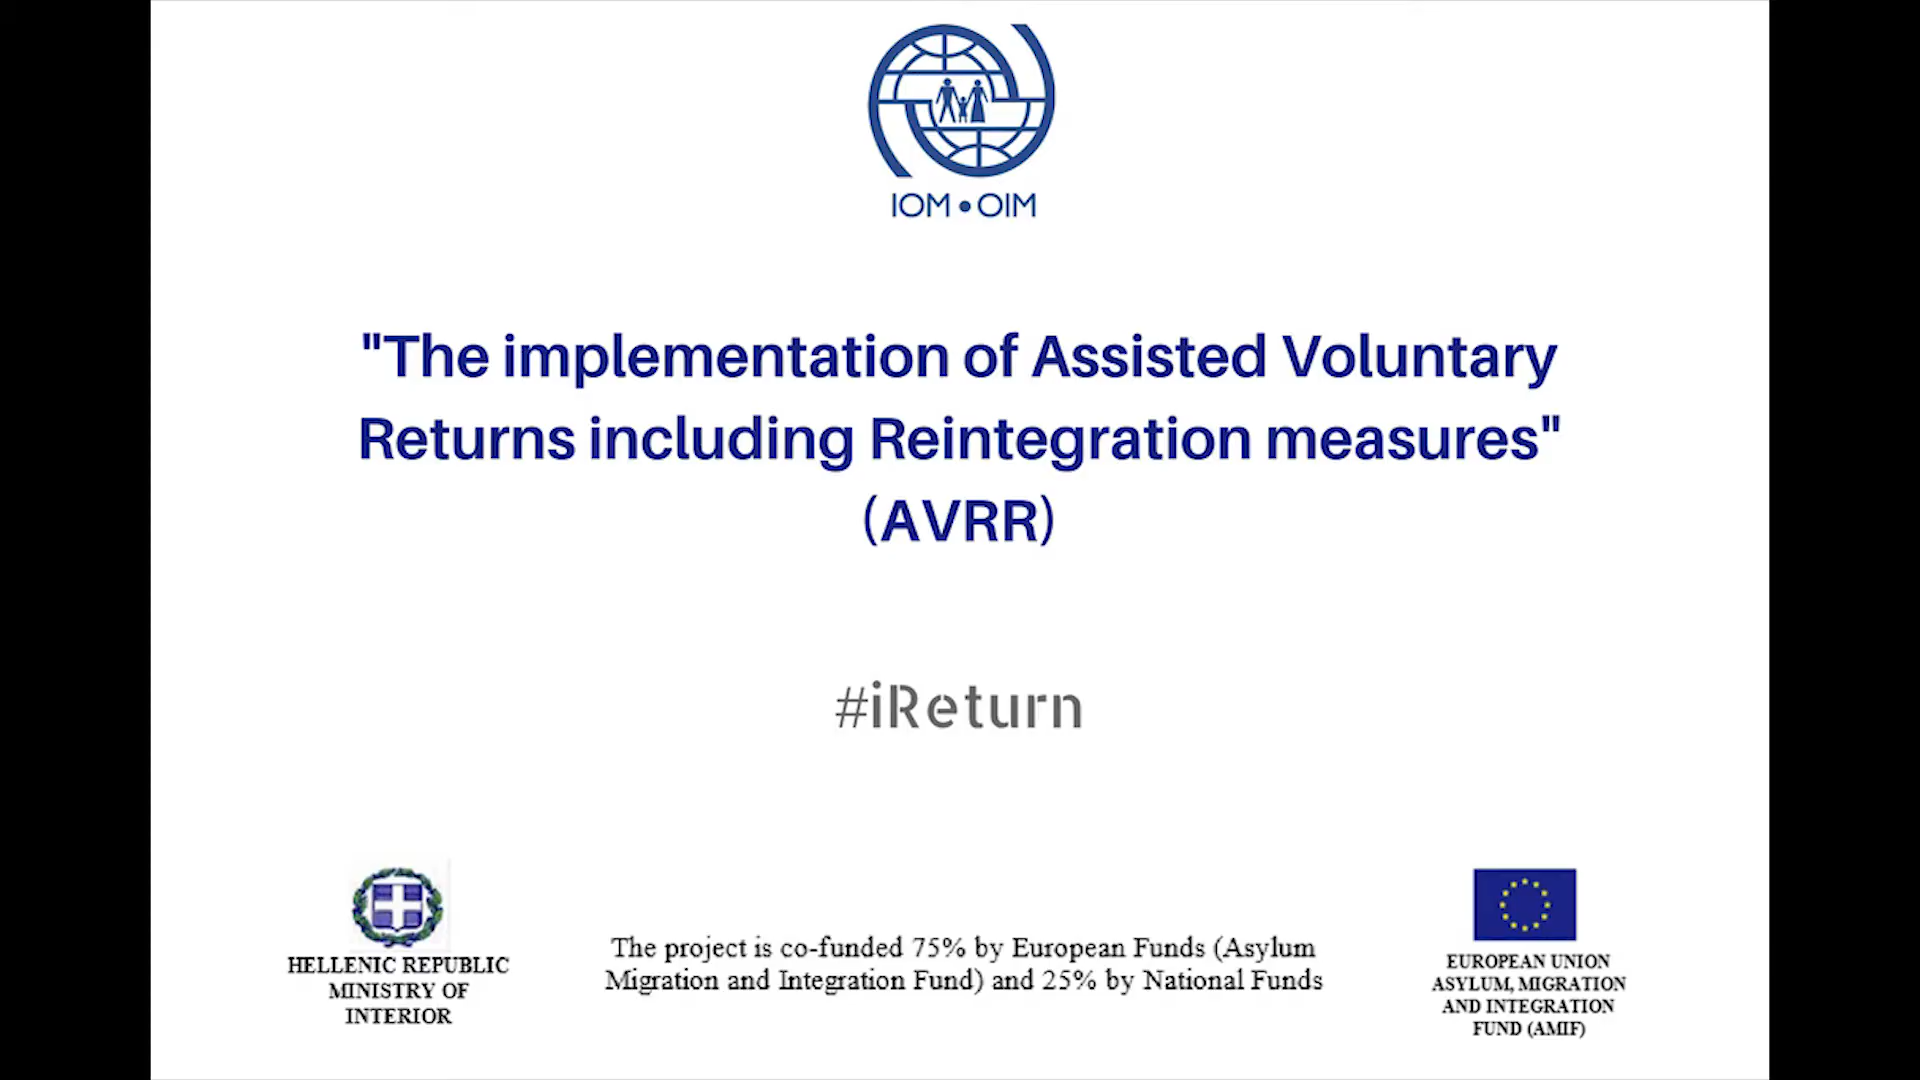 IOM • OIM
"The implementation of Assisted Voluntary
Returns including Reintegration measures"
(AVRR)
#iReturn
HELLENIC REPUBLIC
MINISTRY OF
INTERIOR
The project is co-funded 75% by European Funds (Asylum
Migration and Integration Fund) and 25% by National Funds
EUROPEAN UNION
ASYLUM, MIGRATION
AND INTEGRATION
FUND (AMIF)